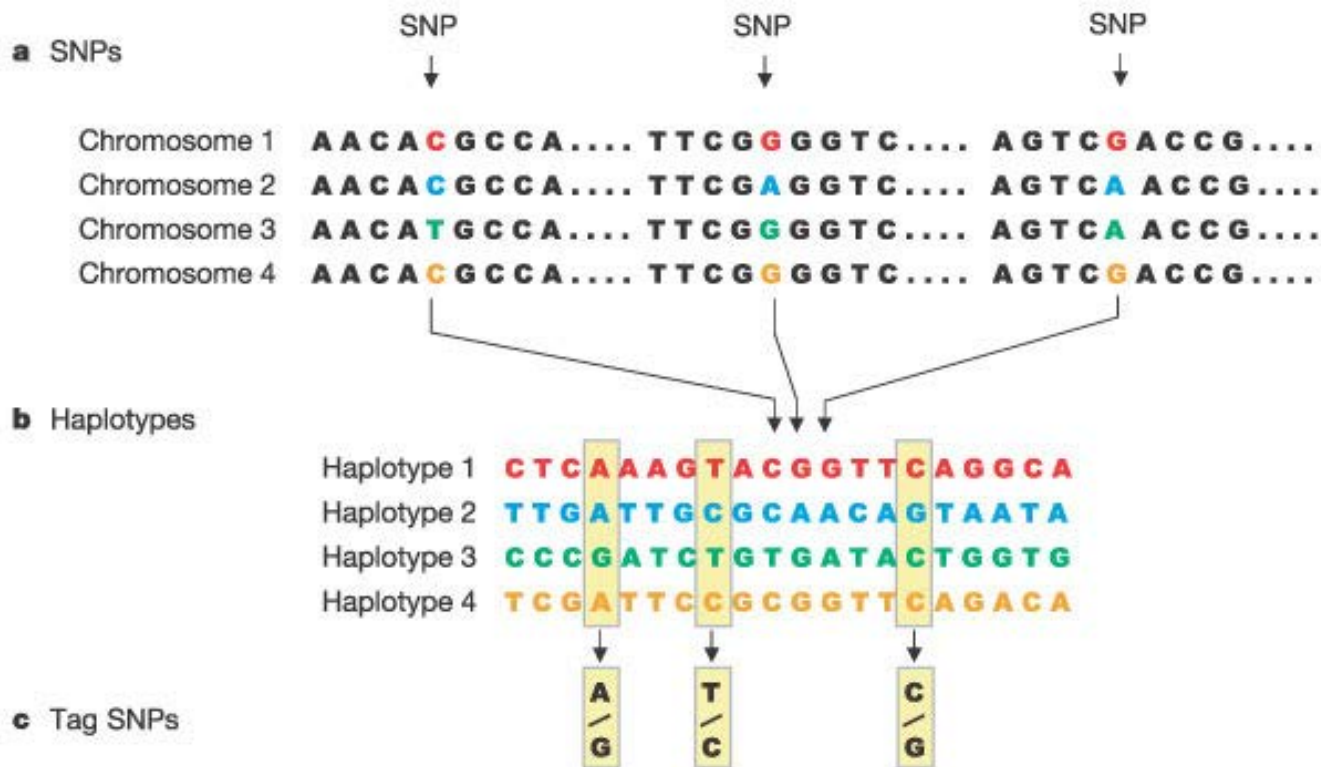 SNP SNP SNP
a SNPs
Chromosome 1 AACACGCCA.... TTCGGGGTC.... AGTCGACCG....
Chromosome 2 AACACGCCA.... TTCGAGGTC.... AGTCAACCG....
Chromosome 3 AACATGCCA.... TTCGGGGTC.... AGTCAACCG....
Chromosome 4 AACACGCCA.... TTCGGGGTC.... AGTCGACCG....
b Haplotypes
Haplotype 1 CTCAAAGTACGGTTCAGGCA
Haplotype 2 TTGATTGCGCAACAGTAATA
Haplotype 3 CCCGATCTGTGATACTGGTG
Haplotype 4 TCGATTCCGCGGTTCAGACA
A T C
/ / /
G C G
c Tag SNPs